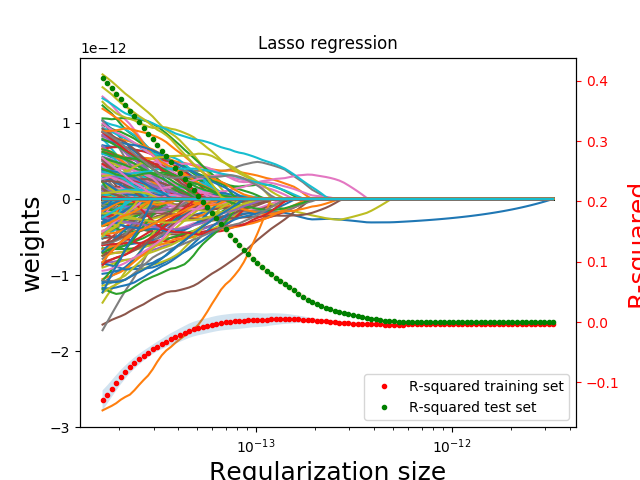 Lasso regression
1e−12
weights
1
0
−1
−2
−3
0.4
0.3
0.2
0.1
0.0
−0.1
R-squared
R-squared training set
R-squared test set
10^−13
10^−12
Regularization size